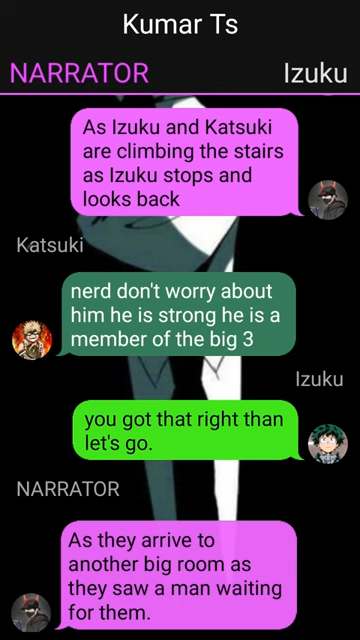 Kumar Ts
NARRATOR Izuku
As Izuku and Katsuki
are climbing the stairs
as Izuku stops and
looks back
Katsuki
nerd don't worry about
him he is strong he is a
member of the big 3
Izuku
you got that right than
let's go.
NARRATOR
As they arrive to
another big room as
they saw a man waiting
for them.